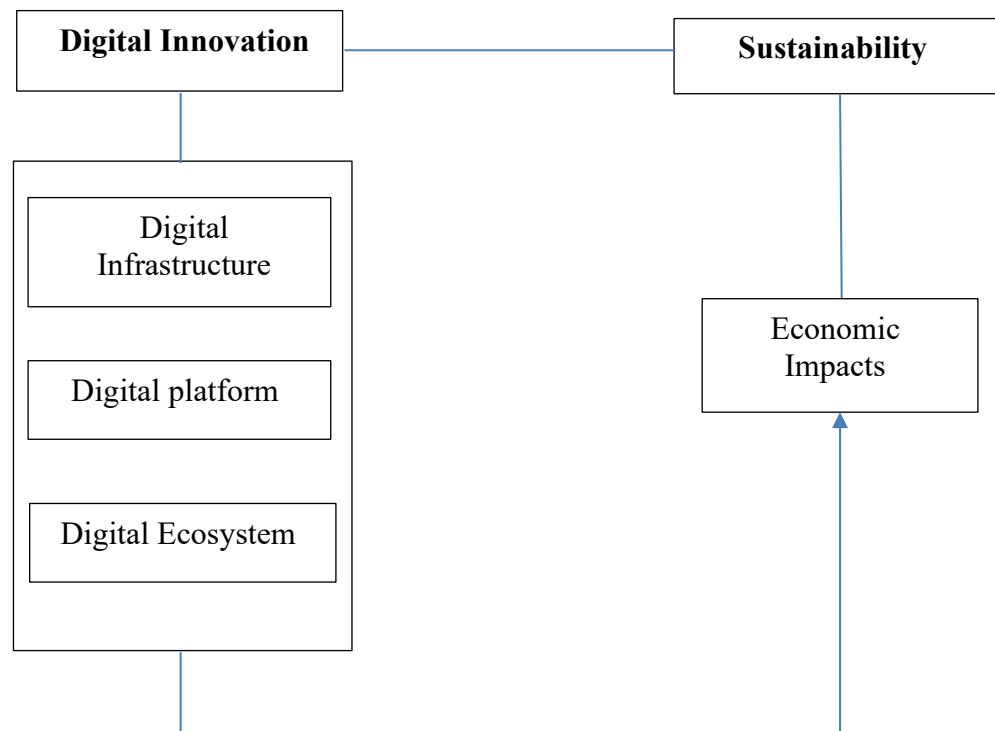 Digital Innovation
Sustainability
Digital
Infrastructure
Digital platform
Digital Ecosystem
Economic
Impacts